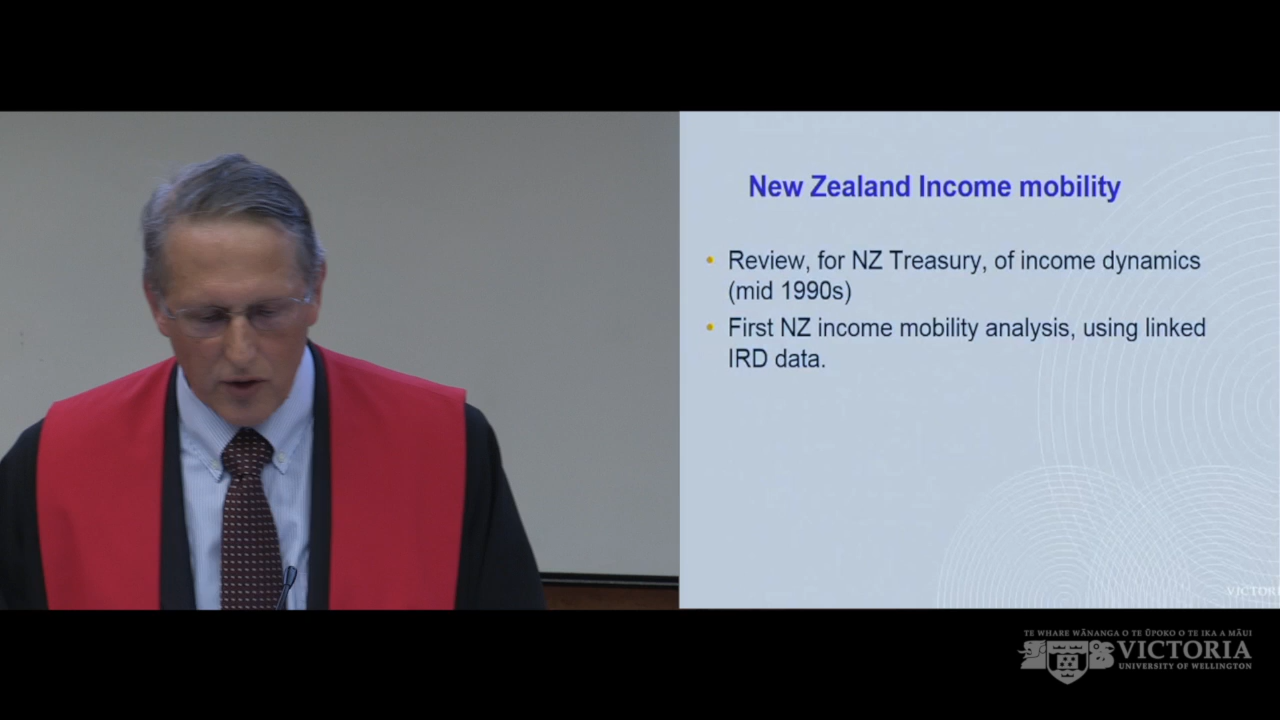 New Zealand Income mobility
• Review, for NZ Treasury, of income dynamics
(mid 1990s)
• First NZ income mobility analysis, using linked
IRD data.
TE WHARE WĀNANGA O TE ŪPOKO O TE IKA A MĀUI
VICTORIA
UNIVERSITY OF WELLINGTON